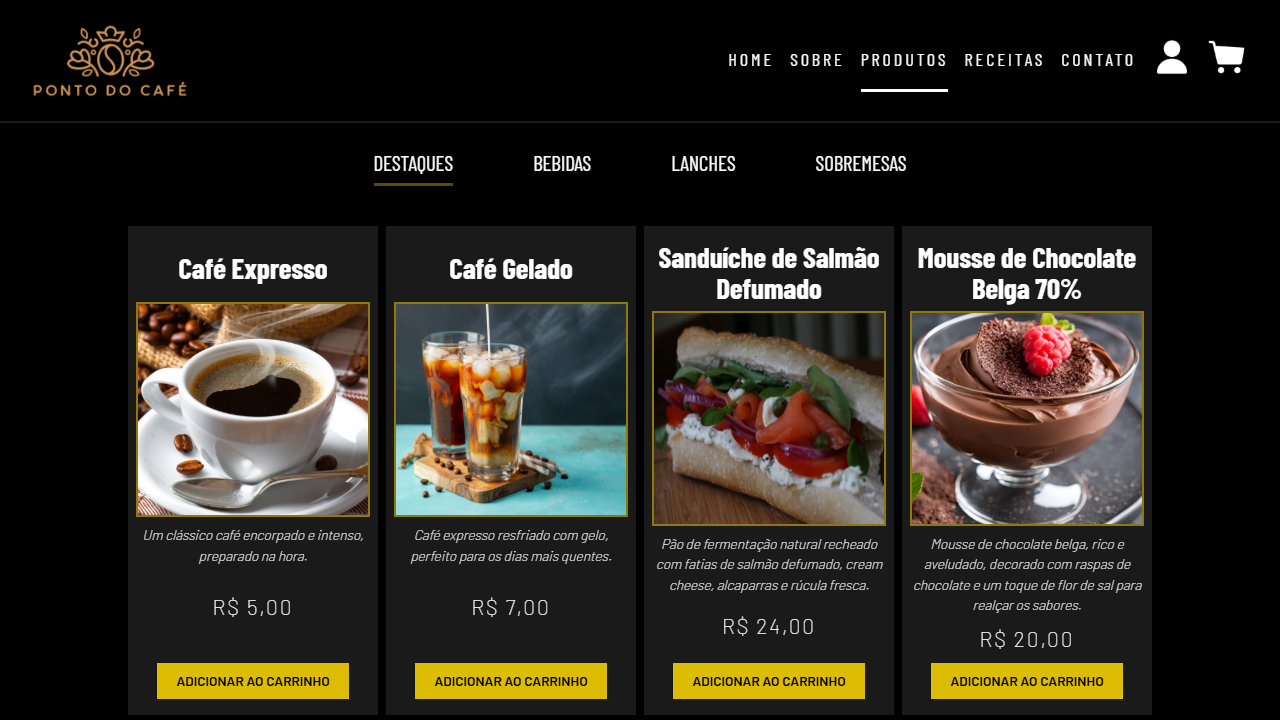 PONTO DO CAFÉ
HOME SOBRE PRODUTOS RECEITAS CONTATO
DESTAQUES BEBIDAS LANCHES SOBREMESAS
Café Expresso
Um clássico café encorpado e intenso,
preparado na hora.
R$ 5,00
ADICIONAR AO CARRINHO
Café Gelado
Café expresso resfriado com gelo,
perfeito para os dias mais quentes.
R$ 7,00
ADICIONAR AO CARRINHO
Sanduíche de Salmão
Defumado
Pão de fermentação natural recheado
com fatias de salmão defumado, cream
cheese, alcaparras e rúcula fresca.
R$ 24,00
ADICIONAR AO CARRINHO
Mousse de Chocolate
Belga 70%
Mousse de chocolate belga, rico e
aveludado, decorado com raspas de
chocolate e um toque de flor de sal para
realçar os sabores.
R$ 20,00
ADICIONAR AO CARRINHO